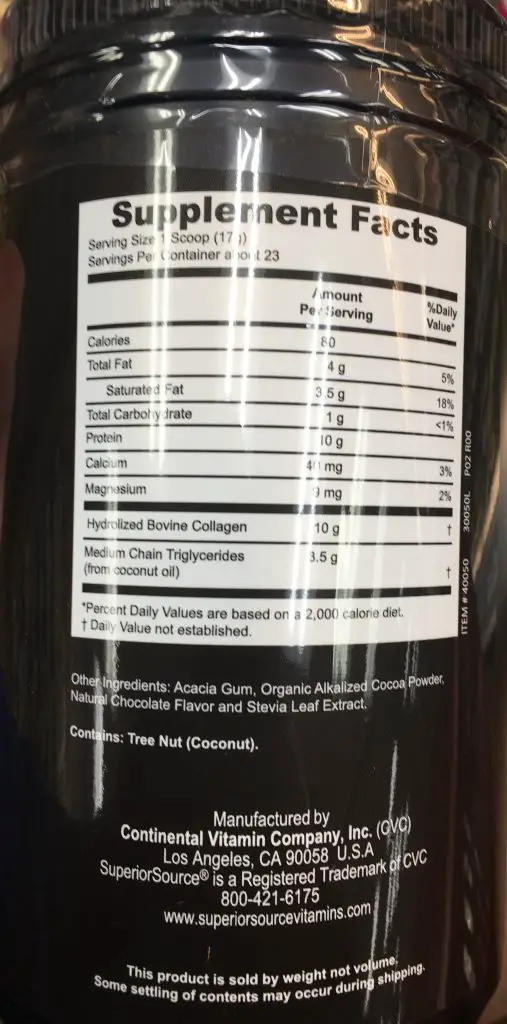 Supplement Facts
Serving Size 1 Scoop (17g)
Servings Per Container about 23
Amount Per Serving %Daily Value*
Calories 80
Total Fat 4 g 5%
Saturated Fat 3.5 g 18%
Total Carbohydrate 1 g <1%
Protein 10 g
Calcium mg 3%
Magnesium 9 mg 2%
Hydrolized Bovine Collagen 10 g †
Medium Chain Triglycerides 3.5 g †
(from coconut oil)
*Percent Daily Values are based on a 2,000 calorie diet.
† Daily Value not established.
ITEM # 40050 30050L P02 R00
Other Ingredients: Acacia Gum, Organic Alkalized Cocoa Powder,
Natural Chocolate Flavor and Stevia Leaf Extract.
Contains: Tree Nut (Coconut).
Manufactured by
Continental Vitamin Company, Inc. (CVC)
Los Angeles, CA 90058 U.S.A
SuperiorSource® is a Registered Trademark of CVC
800-421-6175
www.superiorsourcevitamins.com
This product is sold by weight not volume.
Some settling of contents may occur during shipping.